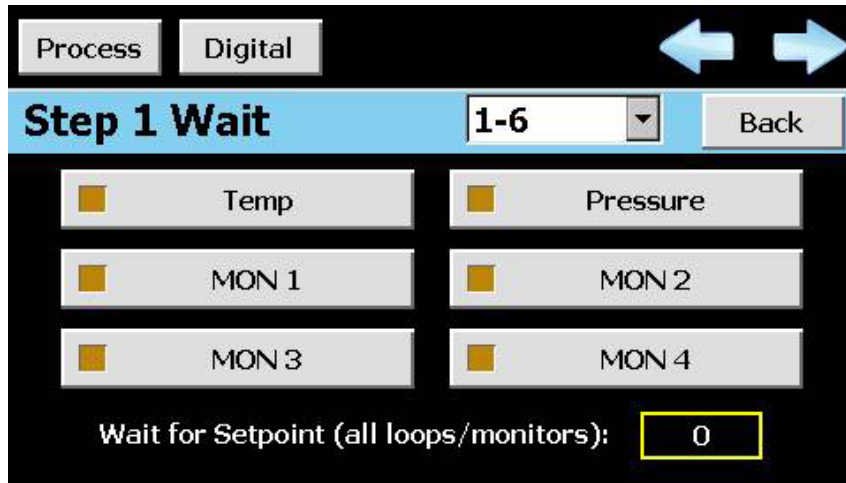 Process Digital
Step 1 Wait 1-6 Back
Temp Pressure
MON 1 MON 2
MON 3 MON 4
Wait for Setpoint (all loops/monitors): 0